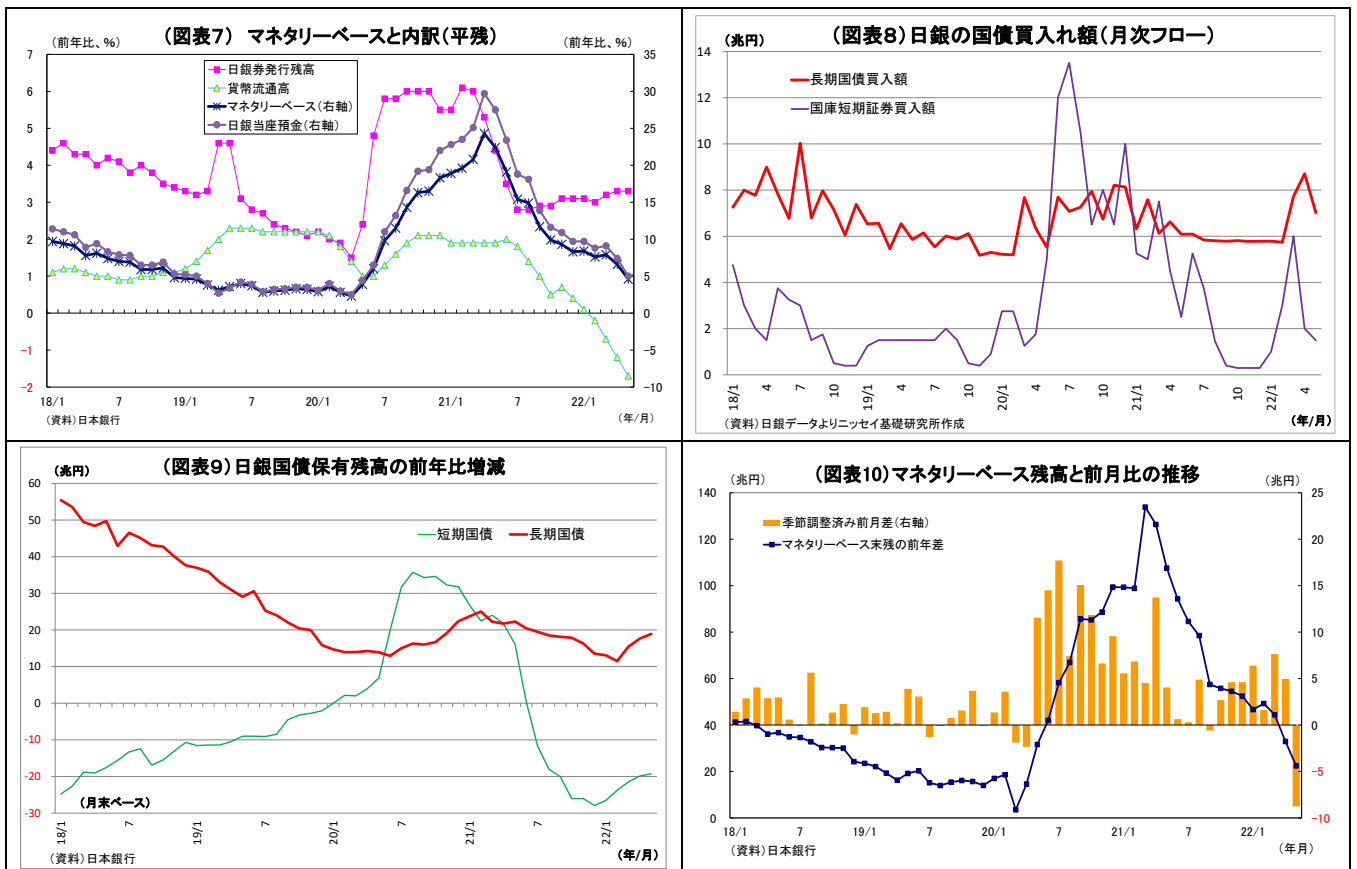 (図表7) マネタリーベースと内訳(平残)
(前年比、%)
(前年比、%)
日銀券発行残高
貨幣流通高
マネタリーベース(右軸)
日銀当座預金(右軸)
7
6
5
4
3
2
1
0
-1
-2
35
30
25
20
15
10
5
0
-5
-10
18/1 7 19/1 7 20/1 7 21/1 7 22/1
(資料)日本銀行
(年/月)
(図表8)日銀の国債買入れ額(月次フロー)
(兆円)
長期国債買入額
国庫短期証券買入額
14
12
10
8
6
4
2
0
18/1 4 7 10 19/1 4 7 10 20/1 4 7 10 21/1 4 7 10 22/1 4
(資料)日銀データよりニッセイ基礎研究所作成
(年/月)
(図表9)日銀国債保有残高の前年比増減
(兆円)
短期国債
長期国債
60
50
40
30
20
10
0
-10
-20
-30
(月末ベース)
18/1 7 19/1 7 20/1 7 21/1 7 22/1
(資料)日本銀行
(年/月)
(図表10)マネタリーベース残高と前月比の推移
(兆円)
(兆円)
季節調整済み前月差(右軸)
マネタリーベース末残の前年差
140
120
100
80
60
40
20
0
25
20
15
10
5
0
-5
-10
18/1 7 19/1 7 20/1 7 21/1 7 22/1
(資料)日本銀行
(年月)